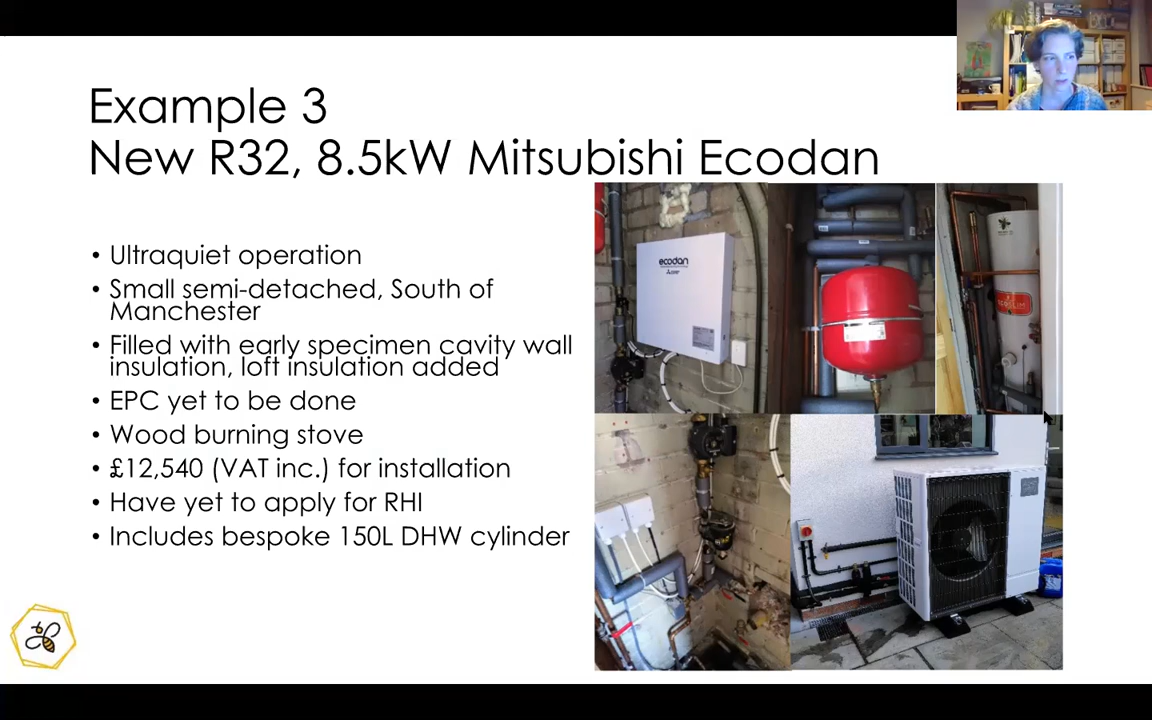 Example 3
New R32, 8.5kW Mitsubishi Ecodan
• Ultraquiet operation
• Small semi-detached, South of
Manchester
• Filled with early specimen cavity wall
insulation, loft insulation added
• EPC yet to be done
• Wood burning stove
• £12,540 (VAT inc.) for installation
• Have yet to apply for RHI
• Includes bespoke 150L DHW cylinder
ecodan